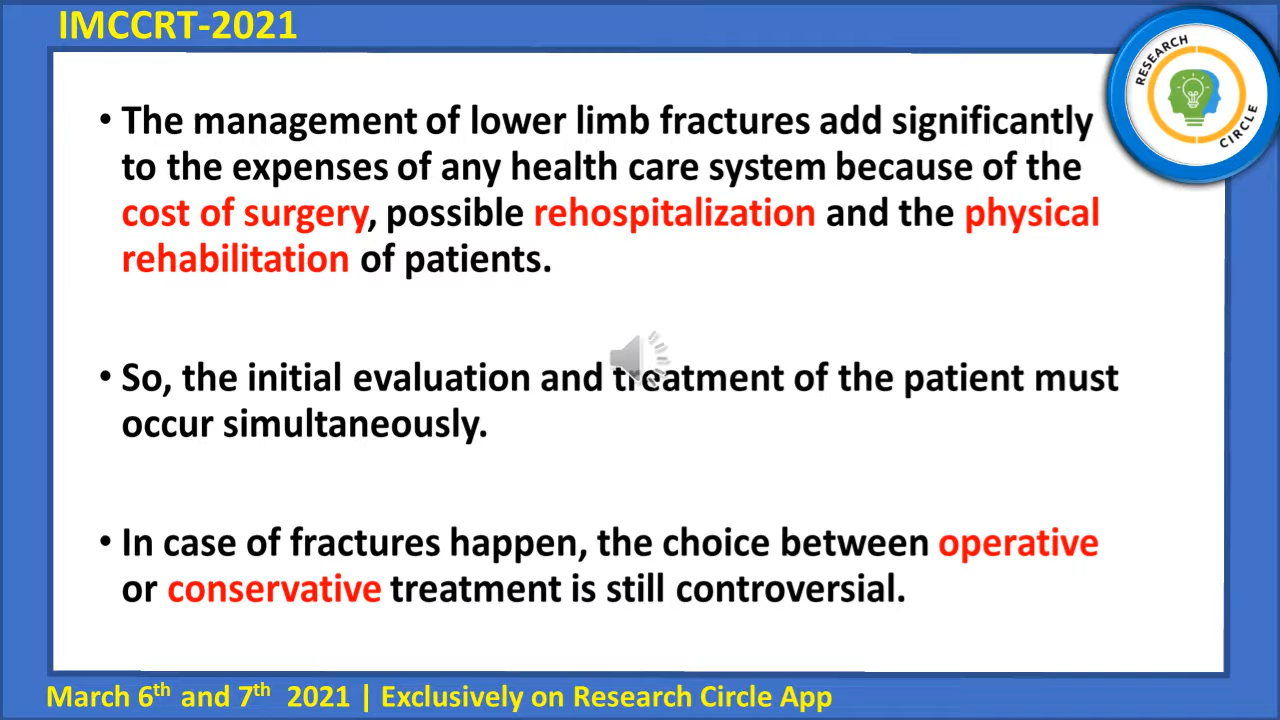 IMCCRT-2021
RESEARCH
CIRCLE
• The management of lower limb fractures add significantly
to the expenses of any health care system because of the
cost of surgery, possible rehospitalization and the physical
rehabilitation of patients.
• So, the initial evaluation and treatment of the patient must
occur simultaneously.
• In case of fractures happen, the choice between operative
or conservative treatment is still controversial.
March 6th and 7th 2021 | Exclusively on Research Circle App